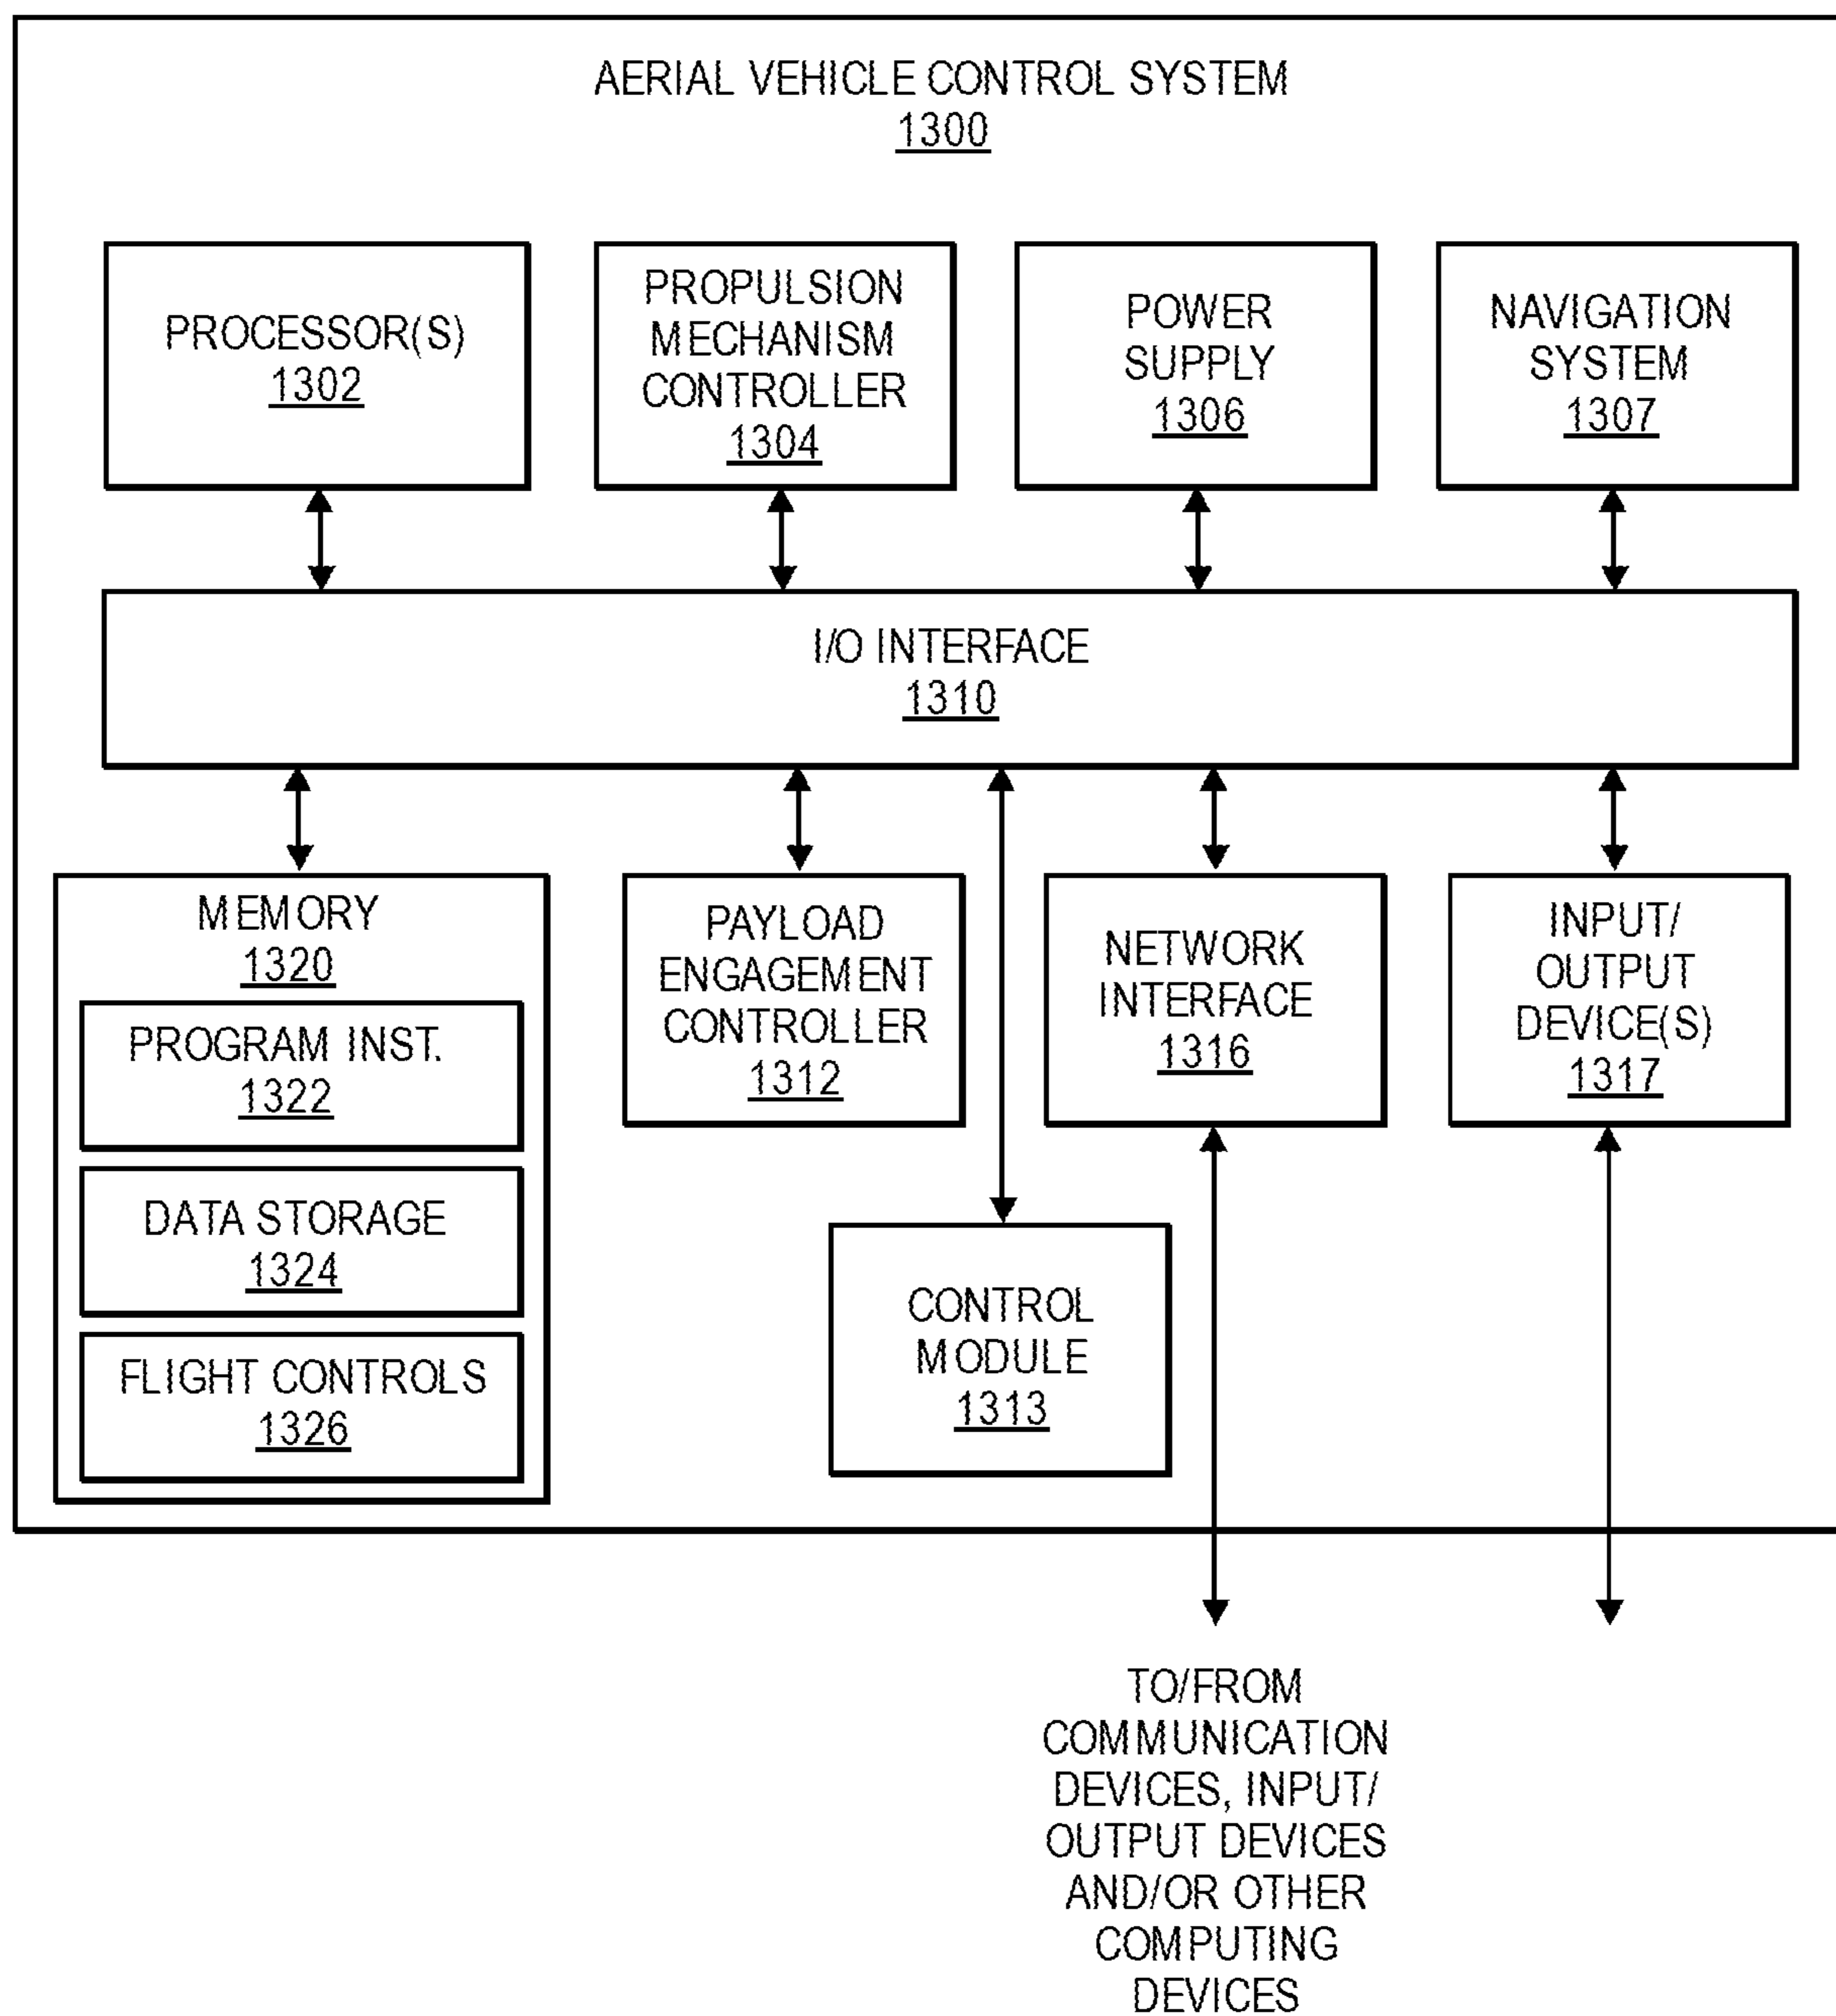 AERIAL VEHICLE CONTROL SYSTEM
1300
PROCESSOR(S)
1302
PROPULSION
MECHANISM
CONTROLLER
1304
POWER
SUPPLY
1306
NAVIGATION
SYSTEM
1307
I/O INTERFACE
1310
MEMORY
1320
PROGRAM INST.
1322
DATA STORAGE
1324
FLIGHT CONTROLS
1326
PAYLOAD
ENGAGEMENT
CONTROLLER
1312
CONTROL
MODULE
1313
NETWORK
INTERFACE
1316
INPUT/
OUTPUT
DEVICE(S)
1317
TO/FROM
COMMUNICATION
DEVICES, INPUT/
OUTPUT DEVICES
AND/OR OTHER
COMPUTING
DEVICES